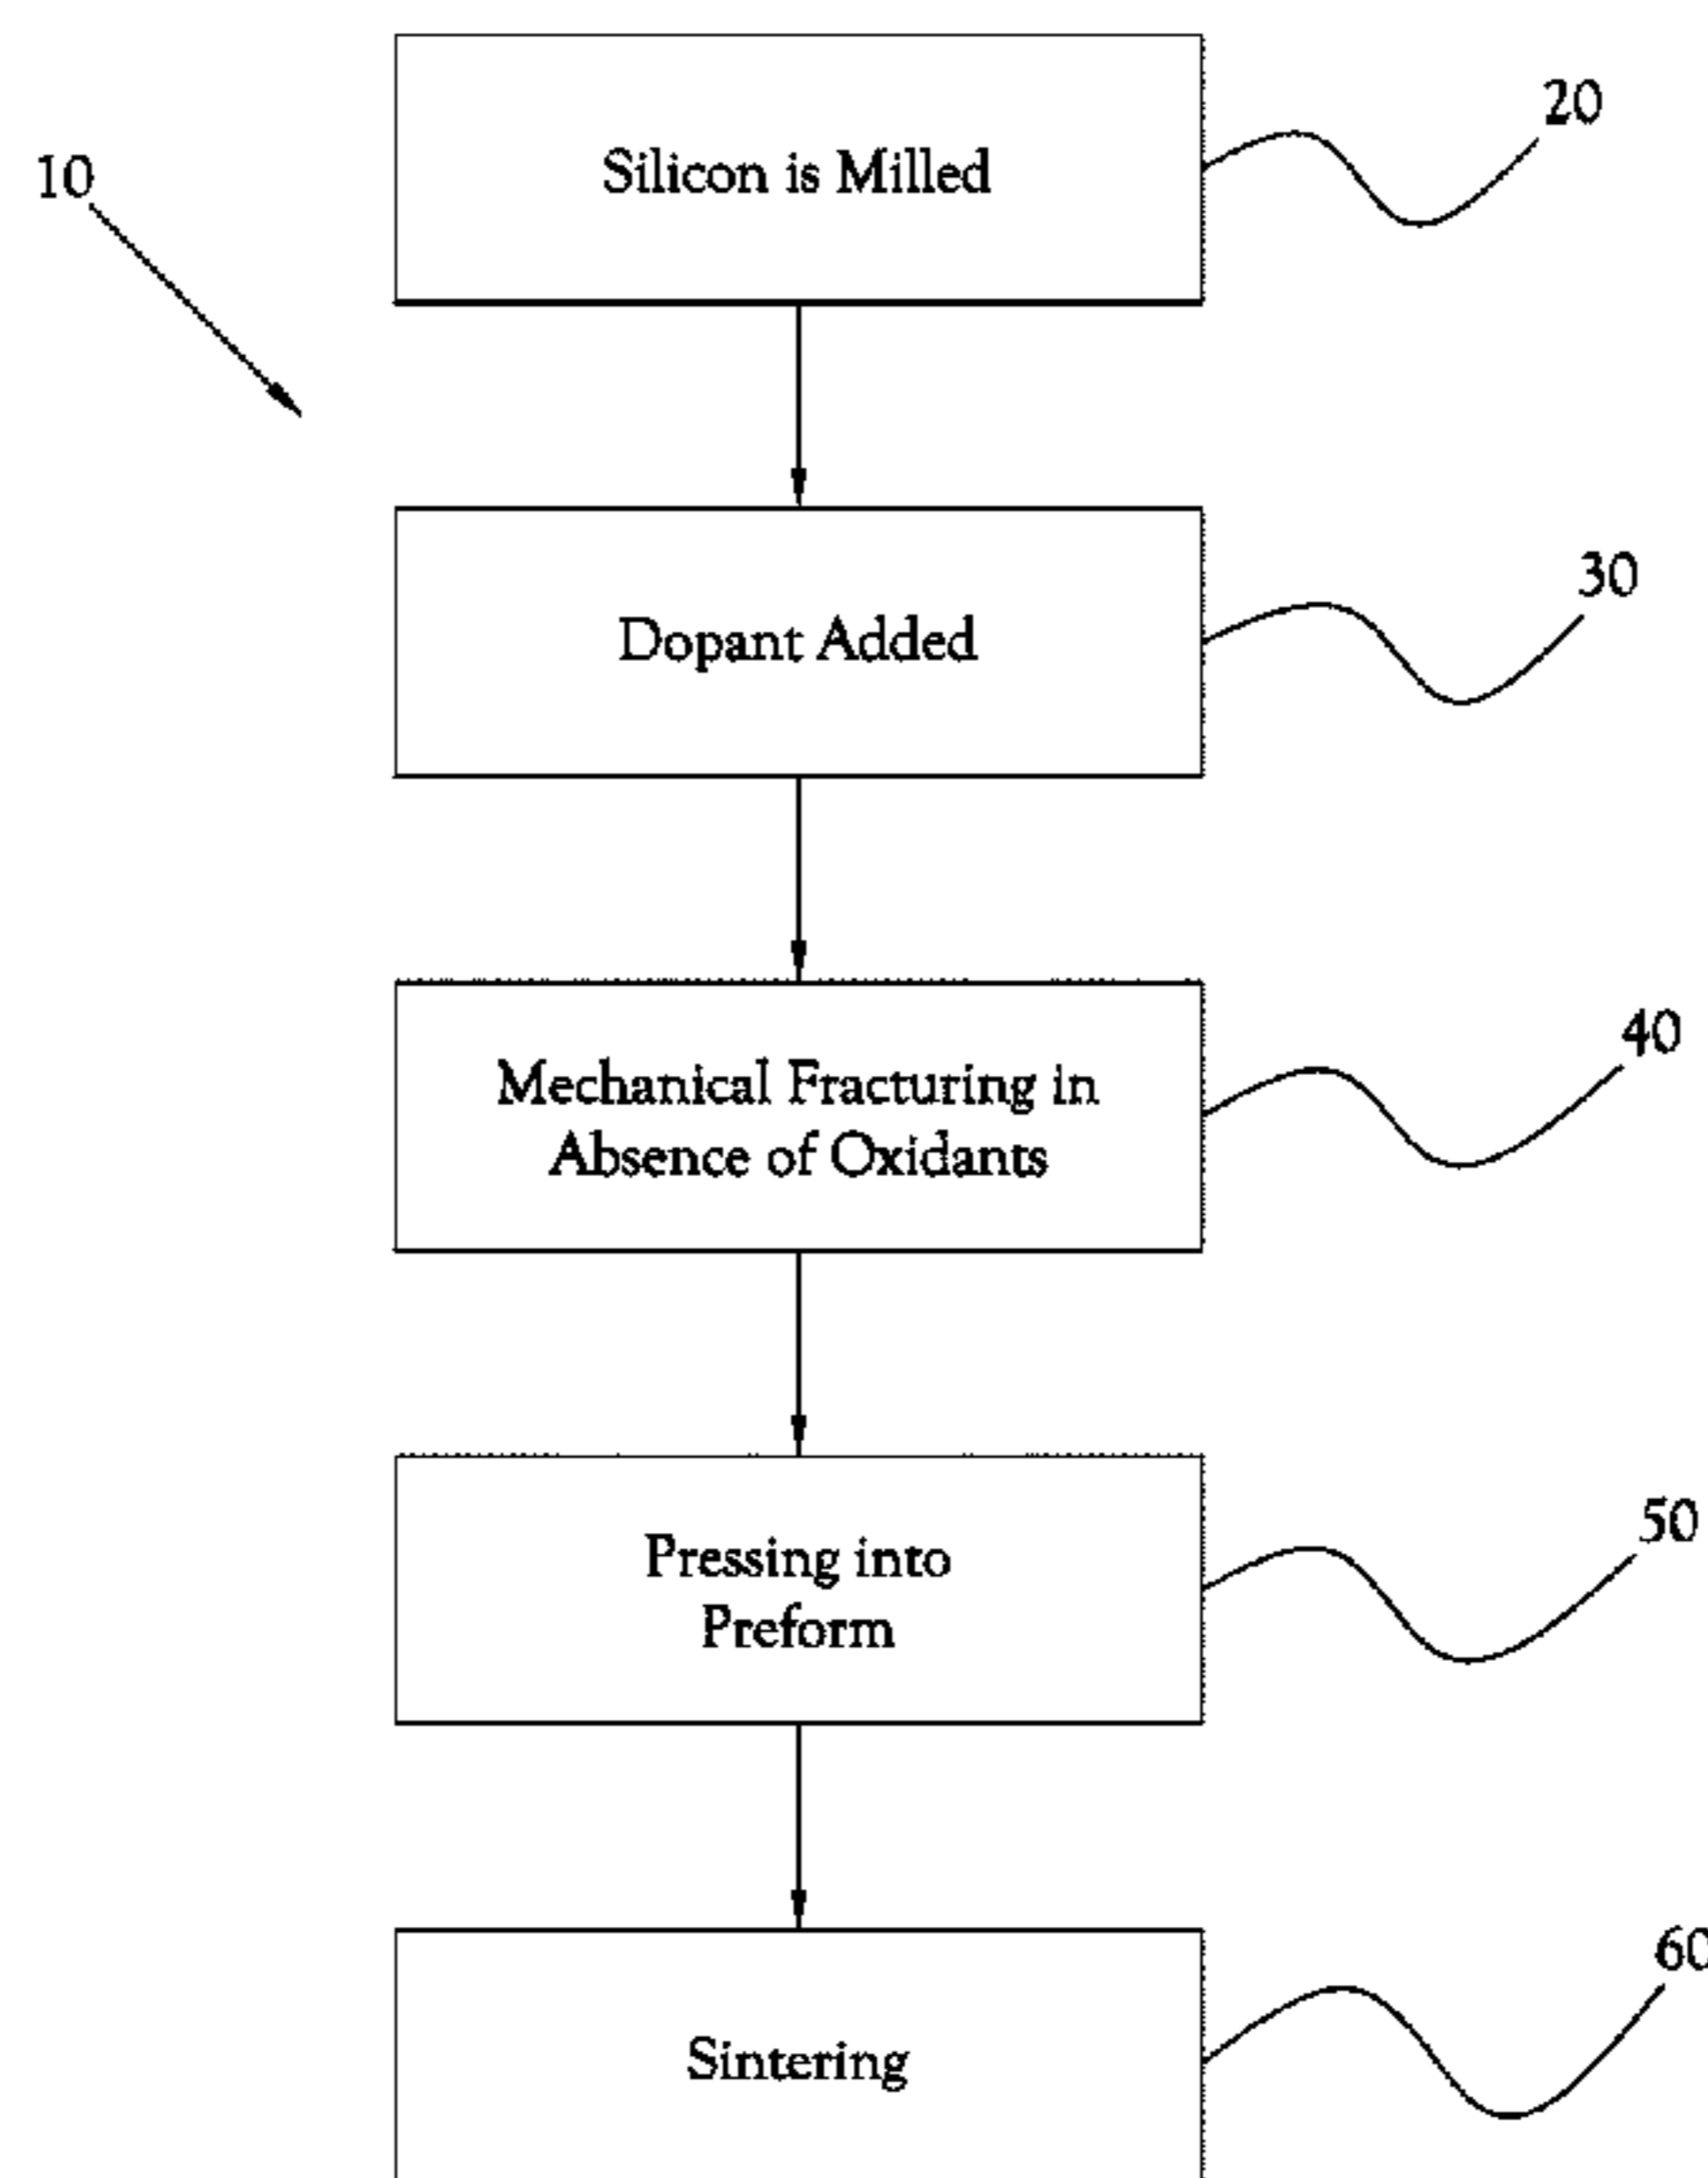 10
Silicon is Milled
20
Dopant Added
30
Mechanical Fracturing in
Absence of Oxidants
40
Pressing into
Preform
50
Sintering
60